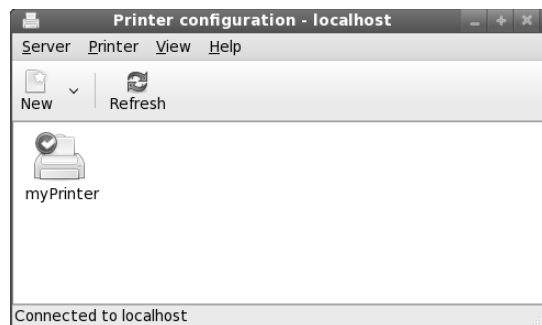 Printer configuration - localhost
Server Printer View Help
New Refresh
myPrinter
Connected to localhost